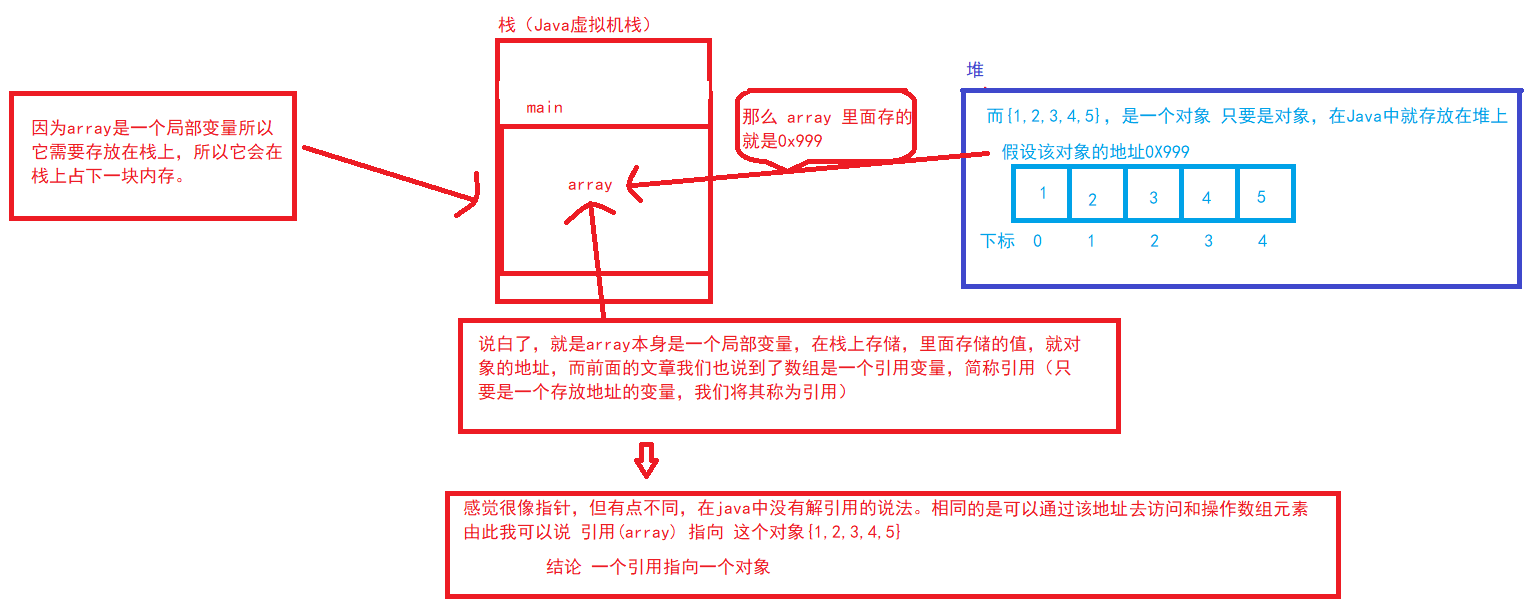 栈（Java虚拟机栈）
main
array
因为array是一个局部变量所以
它需要存放在栈上，所以它会在
栈上占下一块内存。
那么 array 里面存的
就是0x999
堆
而{1,2,3,4,5}，是一个对象 只要是对象，在Java中就存放在堆上
假设该对象的地址0X999
1 2 3 4 5
下标 0 1 2 3 4
说白了，就是array本身是一个局部变量，在栈上存储，里面存储的值，就对
象的地址，而前面的文章我们也说到了数组是一个引用变量，简称引用（只
要是一个存放地址的变量，我们将其称为引用）
感觉很像指针，但有点不同，在java中没有解引用的说法。相同的是可以通过该地址去访问和操作数组元素
由此我可以说 引用(array) 指向 这个对象{1,2,3,4,5}
结论 一个引用指向一个对象